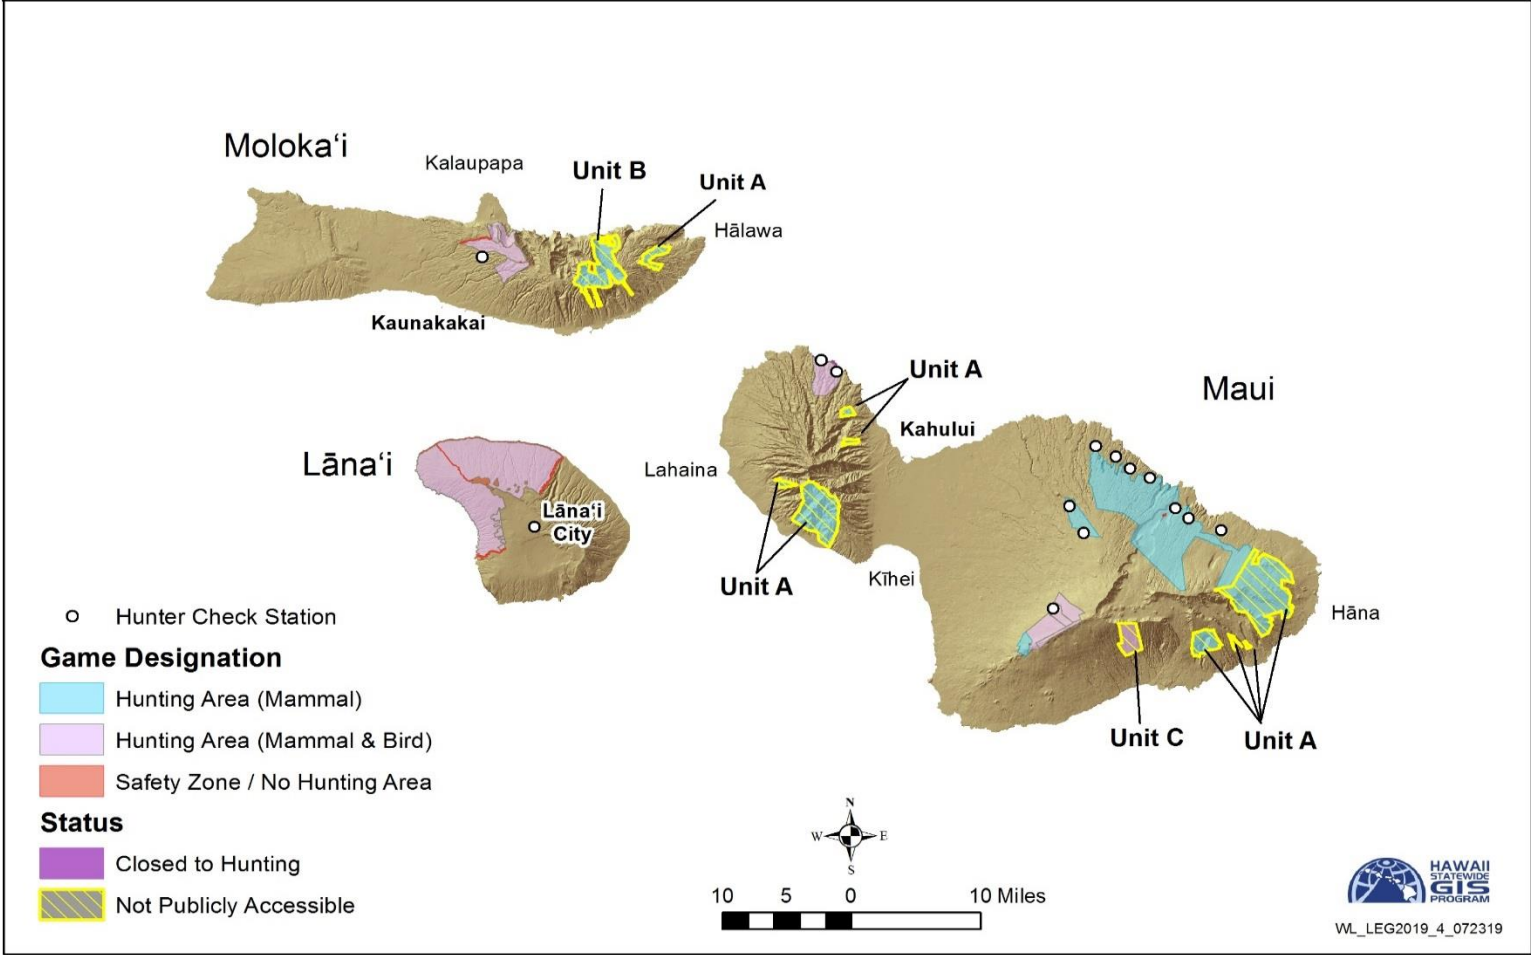 Molokaʻi
Kalaupapa
Unit B
Unit A
Hālawa
Kaunakakai
Unit A
Maui
Kahului
Lānaʻi
Lahaina
Lānaʻi
City
Unit A
Kīhei
Hāna
Unit C
Unit A
Hunter Check Station
Game Designation
Hunting Area (Mammal)
Hunting Area (Mammal & Bird)
Safety Zone / No Hunting Area
Status
Closed to Hunting
Not Publicly Accessible
N
W
E
S
10 5 0 10 Miles
HAWAII
STATEWIDE
GIS
PROGRAM
WL_LEG2019_4_072319